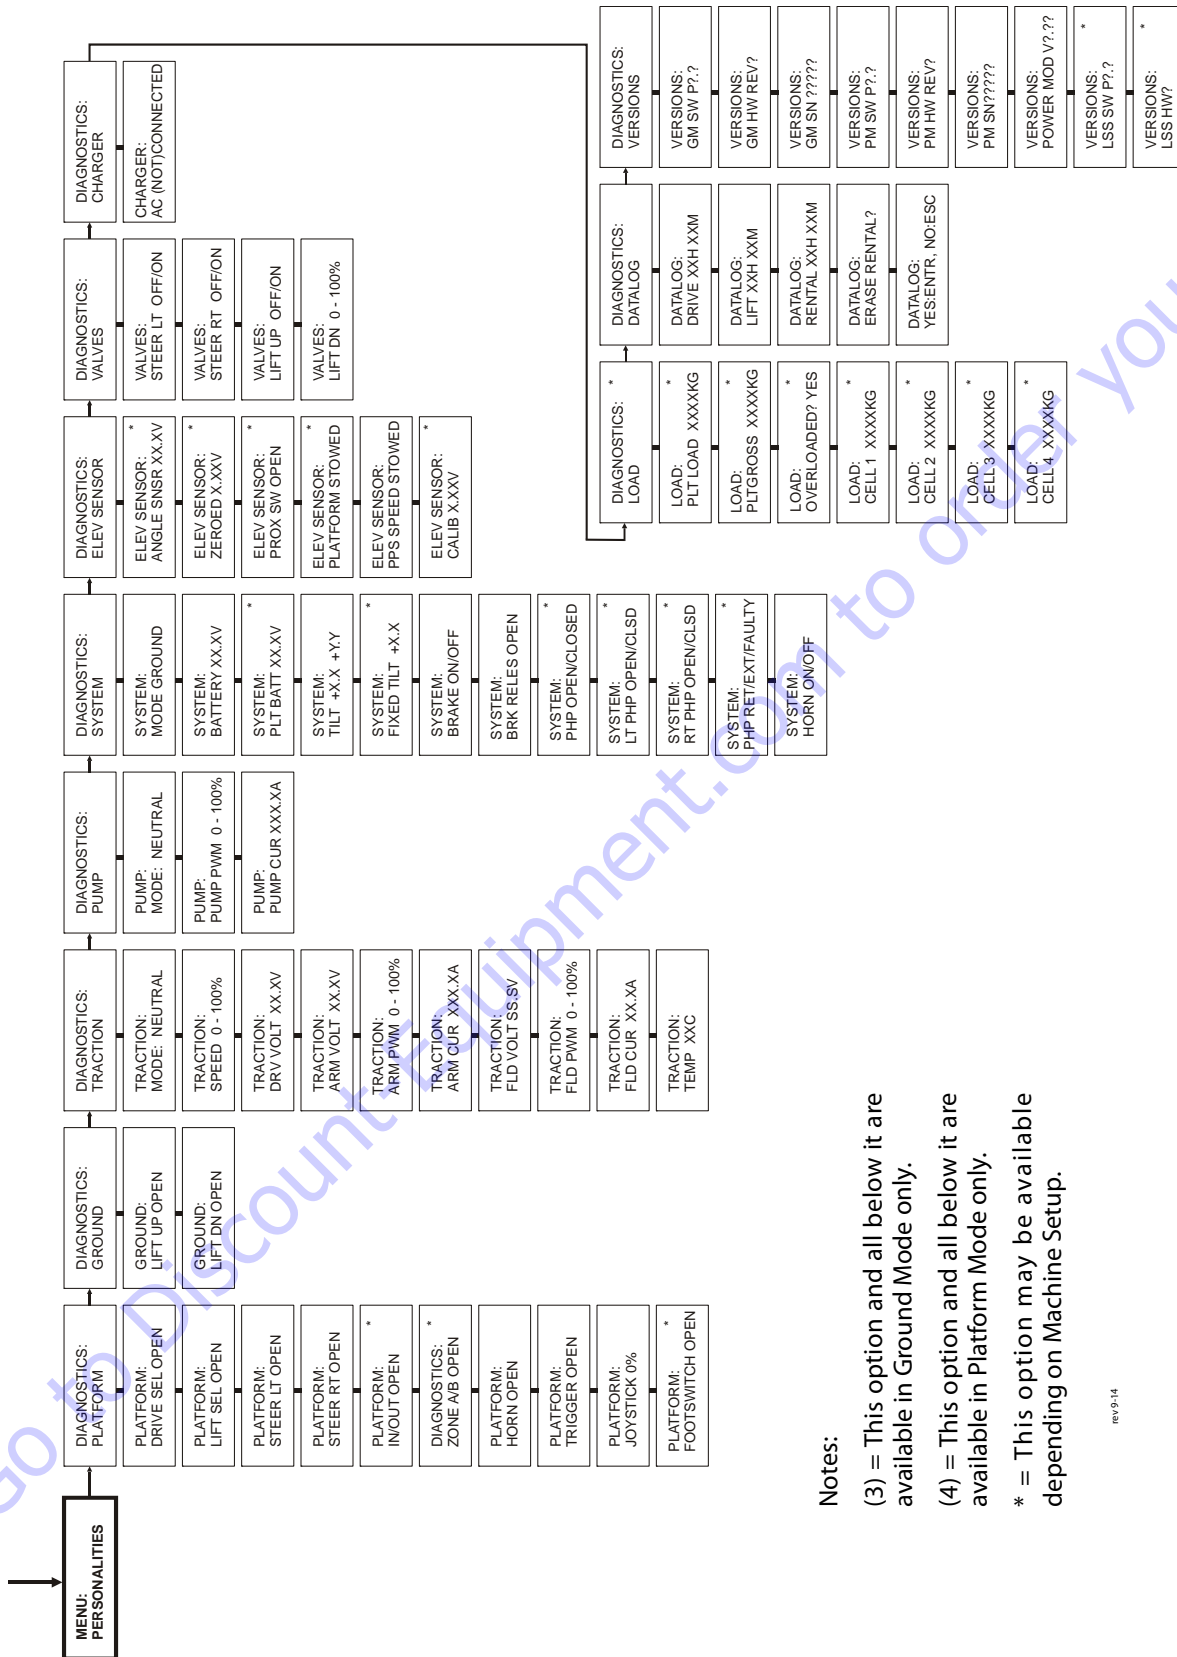 MENU:
PERSONALITIES
DIAGNOSTICS:
PLATFORM
PLATFORM:
DRIVE SEL OPEN
PLATFORM:
LIFT SEL OPEN
PLATFORM:
STEER LT OPEN
PLATFORM:
STEER RT OPEN
PLATFORM: *
IN/OUT OPEN
DIAGNOSTICS: *
ZONE A/B OPEN
PLATFORM:
HORN OPEN
PLATFORM:
TRIGGER OPEN
PLATFORM:
JOYSTICK 0%
PLATFORM: *
FOOTSWITCH OPEN
DIAGNOSTICS:
GROUND
GROUND:
LIFT UP OPEN
GROUND:
LIFT DN OPEN
DIAGNOSTICS:
TRACTION
TRACTION:
MODE: NEUTRAL
TRACTION:
SPEED 0 - 100%
TRACTION:
DRV VOLT XX.XV
TRACTION:
ARM VOLT XX.XV
TRACTION:
ARM PWM 0 - 100%
TRACTION:
ARM CUR XXX.XA
TRACTION:
FLD VOLT SS.SV
TRACTION:
FLD PWM 0 - 100%
TRACTION:
FLD CUR XX.XA
TRACTION:
TEMP XXC
DIAGNOSTICS:
PUMP
PUMP:
MODE: NEUTRAL
PUMP:
PUMP PWM 0 - 100%
PUMP:
PUMP CUR XXX.XA
DIAGNOSTICS:
SYSTEM
SYSTEM:
MODE GROUND
SYSTEM:
BATTERY XX.XV
SYSTEM: *
PLT BATT XX.XV
SYSTEM:
TILT +X.X +Y.Y
SYSTEM: *
FIXED TILT +X.X
SYSTEM:
BRAKE ON/OFF
SYSTEM:
BRK RELES OPEN
SYSTEM: *
PHP OPEN/CLOSED
SYSTEM: *
LT PHP OPEN/CLSD
SYSTEM: *
RT PHP OPEN/CLSD
SYSTEM: *
PHP RET/EXT/FAULTY
SYSTEM:
HORN ON/OFF
DIAGNOSTICS:
ELEV SENSOR
ELEV SENSOR: *
ANGLE SNSR XX.XV
ELEV SENSOR: *
ZEROED X.XXV
ELEV SENSOR: *
PROX SW OPEN
ELEV SENSOR: *
PLATFORM STOWED
ELEV SENSOR:
PPS SPEED STOWED
ELEV SENSOR: *
CALIB X.XXV
DIAGNOSTICS:
VALVES
VALVES:
STEER LT OFF/ON
VALVES:
STEER RT OFF/ON
VALVES:
LIFT UP OFF/ON
VALVES:
LIFT DN 0 - 100%
DIAGNOSTICS:
CHARGER
CHARGER:
AC (NOT)CONNECTED
DIAGNOSTICS: *
LOAD
LOAD: *
PLT LOAD XXXXKG
LOAD: *
PLTGROSS XXXXKG
LOAD: *
OVERLOADED? YES
LOAD: *
CELL 1 XXXXKG
LOAD: *
CELL 2 XXXXKG
LOAD: *
CELL 3 XXXXKG
LOAD: *
CELL 4 XXXXKG
DIAGNOSTICS:
DATALOG
DATALOG:
DRIVE XXH XXM
DATALOG:
LIFT XXH XXM
DATALOG:
RENTAL XXH XXM
DATALOG:
ERASE RENTAL?
DATALOG:
YES:ENTR, NO:ESC
DIAGNOSTICS:
VERSIONS
VERSIONS:
GM SW P?.?
VERSIONS:
GM HW REV?
VERSIONS:
GM SN ?????
VERSIONS:
PM SW P?.?
VERSIONS:
PM HW REV?
VERSIONS:
PM SN?????
VERSIONS:
POWER MOD V?.??
VERSIONS: *
LSS SW P?.?
VERSIONS: *
LSS HW?
Notes:
(3) = This option and all below it are
available in Ground Mode only.
(4) = This option and all below it are
available in Platform Mode only.
* = This option may be available
depending on Machine Setup.
rev 9-14
Go to Discount-Equipment.com to order you